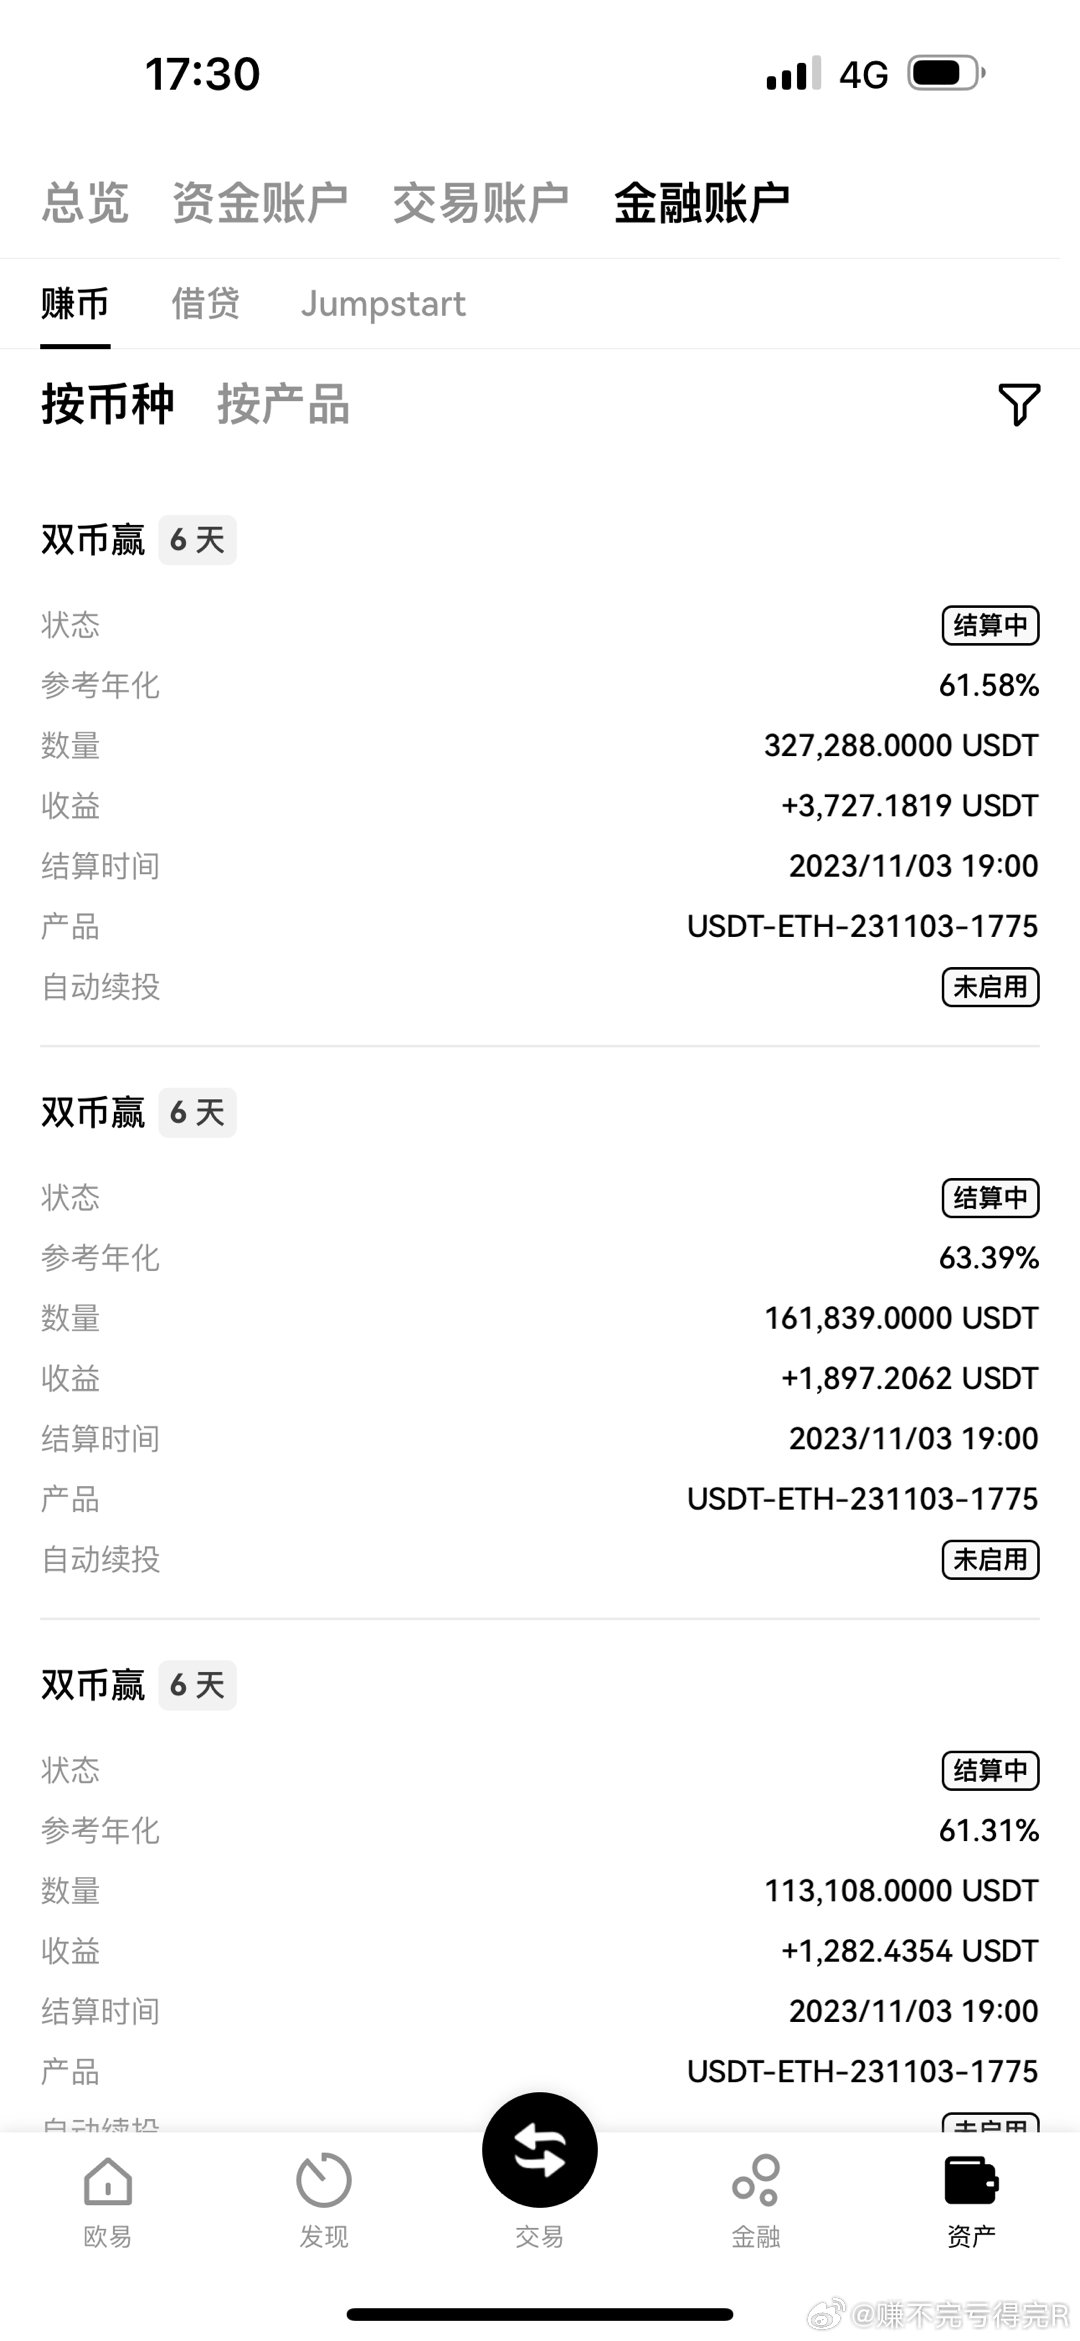 17:30 4G
总览 资金账户 交易账户 金融账户
赚币 借贷 Jumpstart
按币种 按产品
双币赢 6 天
状态 结算中
参考年化 61.58%
数量 327,288.0000 USDT
收益 +3,727.1819 USDT
结算时间 2023/11/03 19:00
产品 USDT-ETH-231103-1775
自动续投 未启用
双币赢 6 天
状态 结算中
参考年化 63.39%
数量 161,839.0000 USDT
收益 +1,897.2062 USDT
结算时间 2023/11/03 19:00
产品 USDT-ETH-231103-1775
自动续投 未启用
双币赢 6 天
状态 结算中
参考年化 61.31%
数量 113,108.0000 USDT
收益 +1,282.4354 USDT
结算时间 2023/11/03 19:00
产品 USDT-ETH-231103-1775
自动续投 未启用
欧易 发现 交易 金融 资产
@赚不完亏得完R